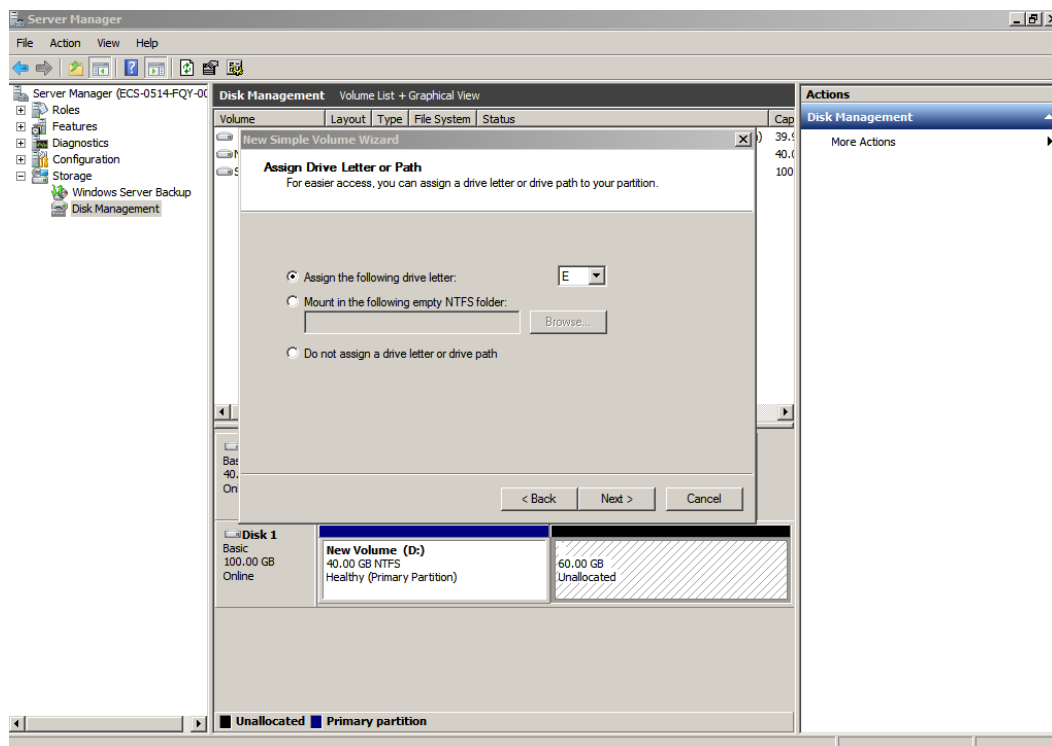 Server Manager
File Action View Help
Server Manager (ECS-0514-FQY-00
Roles
Features
Diagnostics
Configuration
Storage
Windows Server Backup
Disk Management
Disk Management Volume List + Graphical View
Volume Layout Type File System Status Cap
39.9
40.0
100
New Simple Volume Wizard
Assign Drive Letter or Path
For easier access, you can assign a drive letter or drive path to your partition.
Assign the following drive letter: E
Mount in the following empty NTFS folder:
Browse...
Do not assign a drive letter or drive path
< Back Next > Cancel
Bas
40.
On
Disk 1
Basic
100.00 GB
Online
New Volume (D:)
40.00 GB NTFS
Healthy (Primary Partition)
60.00 GB
Unallocated
Unallocated Primary partition
Actions
Disk Management
More Actions